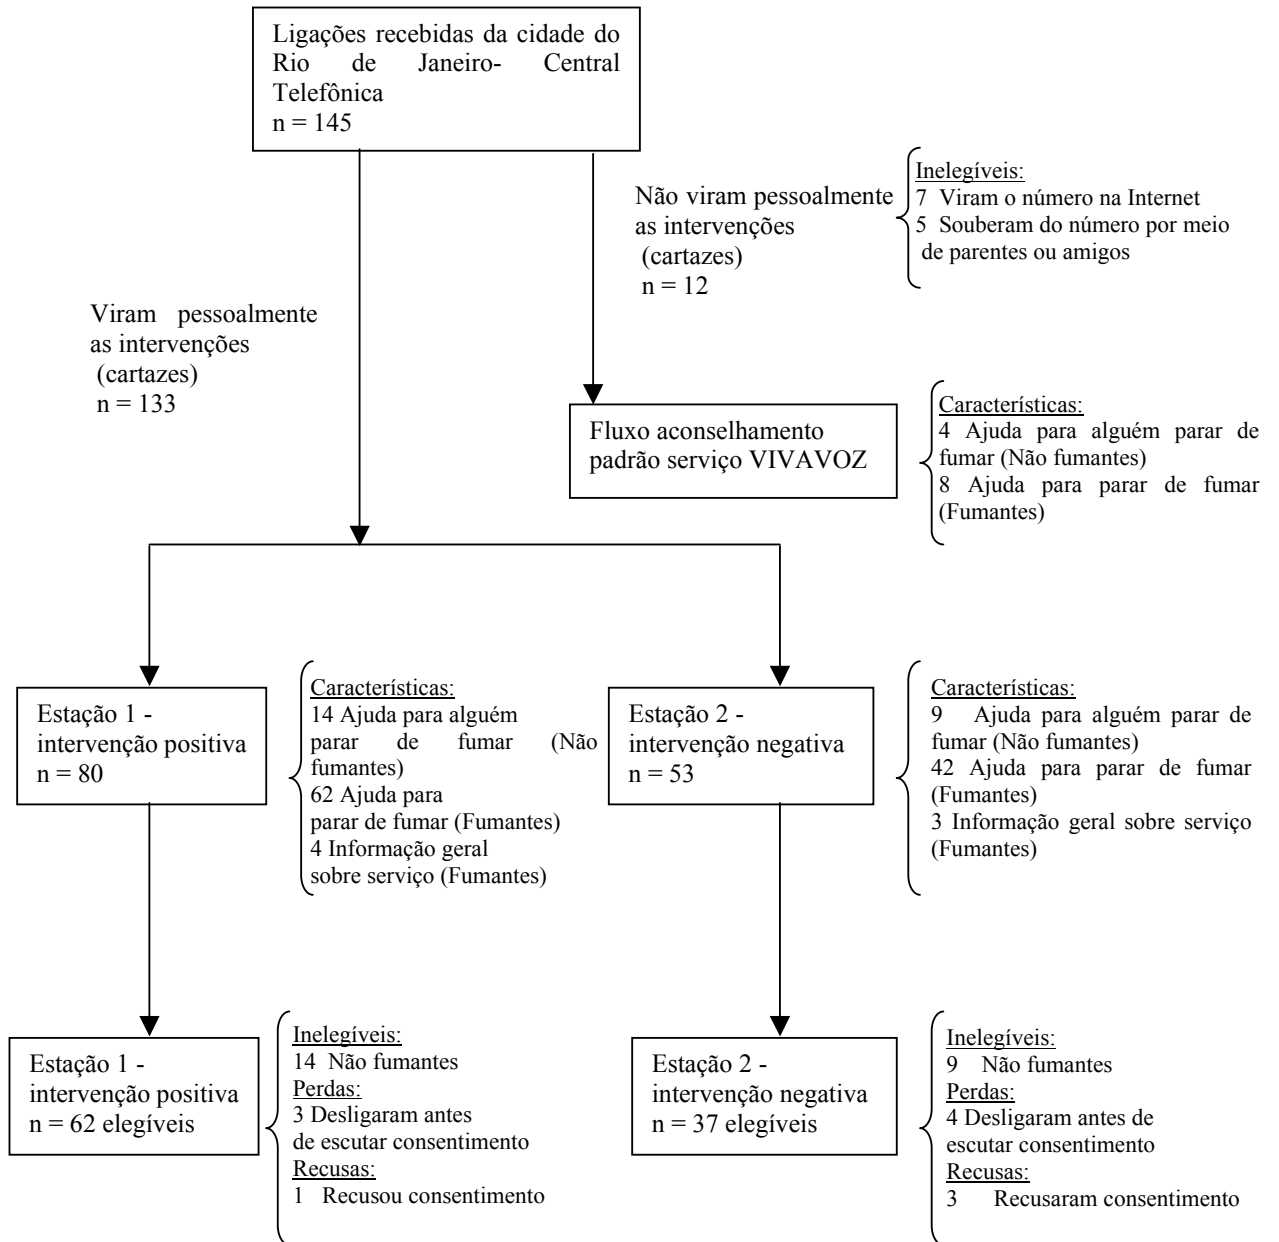 Ligações recebidas da cidade do
Rio de Janeiro- Central
Telefônica
n = 145
Não viram pessoalmente
as intervenções
(cartazes)
n = 12
Inelegíveis:
7 Viram o número na Internet
5 Souberam do número por meio
de parentes ou amigos
Viram pessoalmente
as intervenções
(cartazes)
n = 133
Fluxo aconselhamento
padrão serviço VIVAVOZ
Características:
4 Ajuda para alguém parar de
fumar (Não fumantes)
8 Ajuda para parar de fumar
(Fumantes)
Estação 1 -
intervenção positiva
n = 80
Características:
14 Ajuda para alguém
parar de fumar (Não
fumantes)
62 Ajuda para
parar de fumar (Fumantes)
4 Informação geral
sobre serviço (Fumantes)
Estação 2 -
intervenção negativa
n = 53
Características:
9 Ajuda para alguém parar de
fumar (Não fumantes)
42 Ajuda para parar de fumar
(Fumantes)
3 Informação geral sobre serviço
(Fumantes)
Estação 1 -
intervenção positiva
n = 62 elegíveis
Inelegíveis:
14 Não fumantes
Perdas:
3 Desligaram antes
de escutar consentimento
Recusas:
1 Recusou consentimento
Estação 2 -
intervenção negativa
n = 37 elegíveis
Inelegíveis:
9 Não fumantes
Perdas:
4 Desligaram antes de
escutar consentimento
Recusas:
3 Recusaram consentimento